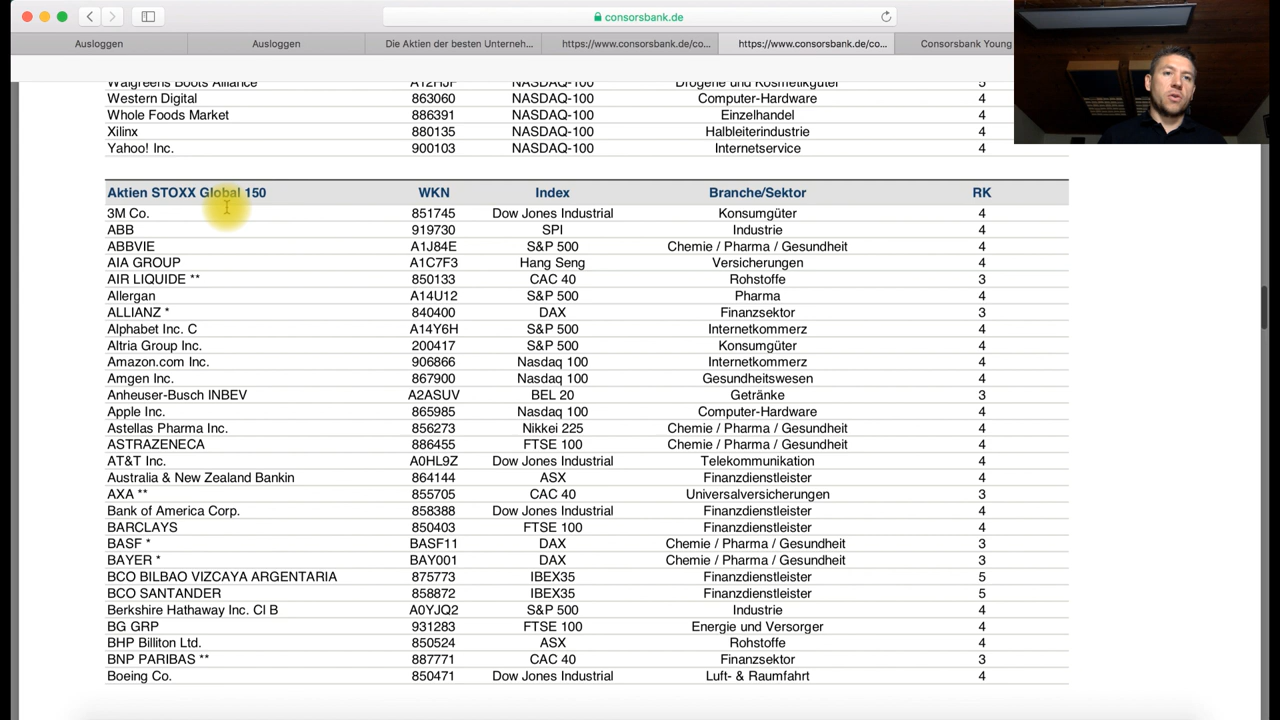 consorsbank.de
Ausloggen
Ausloggen
Die Aktien der besten Unterneh...
https://www.consorsbank.de/co...
https://www.consorsbank.de/co...
Consorsbank Young
Walgreens Boots Alliance A12HJF NASDAQ-100 Drogerie und Kosmetikgüter 5
Western Digital 863060 NASDAQ-100 Computer-Hardware 4
Whole Foods Market 886391 NASDAQ-100 Einzelhandel 4
Xilinx 880135 NASDAQ-100 Halbleiterindustrie 4
Yahoo! Inc. 900103 NASDAQ-100 Internetservice 4
Aktien STOXX Global 150 WKN Index Branche/Sektor RK
3M Co. 851745 Dow Jones Industrial Konsumgüter 4
ABB 919730 SPI Industrie 4
ABBVIE A1J84E S&P 500 Chemie / Pharma / Gesundheit 4
AIA GROUP A1C7F3 Hang Seng Versicherungen 4
AIR LIQUIDE ** 850133 CAC 40 Rohstoffe 3
Allergan A14U12 S&P 500 Pharma 4
ALLIANZ * 840400 DAX Finanzsektor 3
Alphabet Inc. C A14Y6H S&P 500 Internetkommerz 4
Altria Group Inc. 200417 S&P 500 Konsumgüter 4
Amazon.com Inc. 906866 Nasdaq 100 Internetkommerz 4
Amgen Inc. 867900 Nasdaq 100 Gesundheitswesen 4
Anheuser-Busch INBEV A2ASUV BEL 20 Getränke 3
Apple Inc. 865985 Nasdaq 100 Computer-Hardware 4
Astellas Pharma Inc. 856273 Nikkei 225 Chemie / Pharma / Gesundheit 4
ASTRAZENECA 886455 FTSE 100 Chemie / Pharma / Gesundheit 4
AT&T Inc. A0HL9Z Dow Jones Industrial Telekommunikation 4
Australia & New Zealand Bankin 864144 ASX Finanzdienstleister 4
AXA ** 855705 CAC 40 Universalversicherungen 3
Bank of America Corp. 858388 Dow Jones Industrial Finanzdienstleister 4
BARCLAYS 850403 FTSE 100 Finanzdienstleister 4
BASF * BASF11 DAX Chemie / Pharma / Gesundheit 3
BAYER * BAY001 DAX Chemie / Pharma / Gesundheit 3
BCO BILBAO VIZCAYA ARGENTARIA 875773 IBEX35 Finanzdienstleister 5
BCO SANTANDER 858872 IBEX35 Finanzdienstleister 5
Berkshire Hathaway Inc. Cl B A0YJQ2 S&P 500 Industrie 4
BG GRP 931283 FTSE 100 Energie und Versorger 4
BHP Billiton Ltd. 850524 ASX Rohstoffe 4
BNP PARIBAS ** 887771 CAC 40 Finanzsektor 3
Boeing Co. 850471 Dow Jones Industrial Luft- & Raumfahrt 4